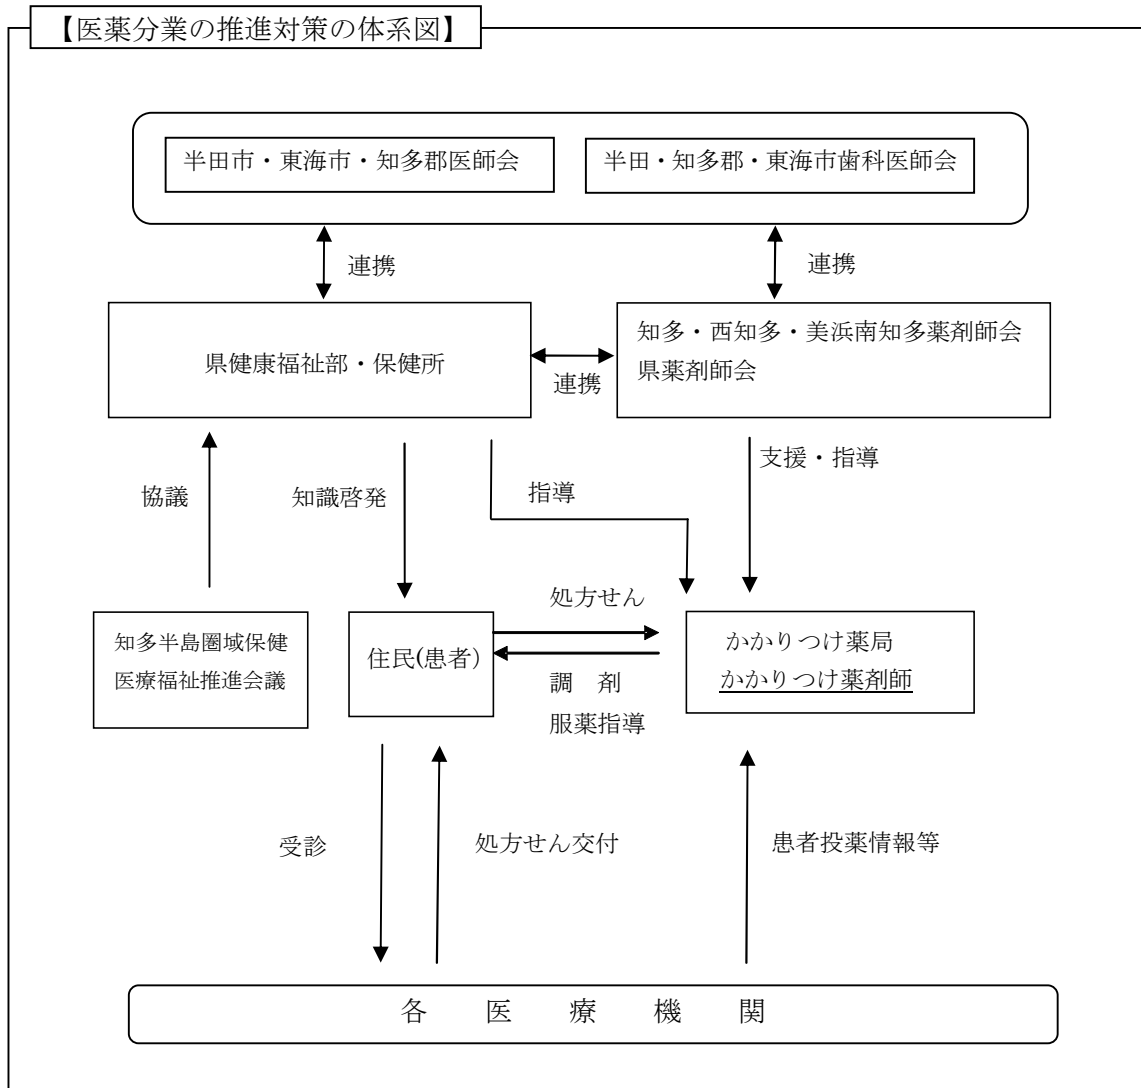 【医薬分業の推進対策の体系図】
半田市・東海市・知多郡医師会
半田・知多郡・東海市歯科医師会
連携
連携
県健康福祉部・保健所
連携
知多・西知多・美浜南知多薬剤師会
県薬剤師会
協議
知識啓発
指導
支援・指導
知多半島圏域保健
医療福祉推進会議
住民(患者)
処方せん
調　剤
服薬指導
かかりつけ薬局
かかりつけ薬剤師
受診
処方せん交付
患者投薬情報等
各　医　療　機　関